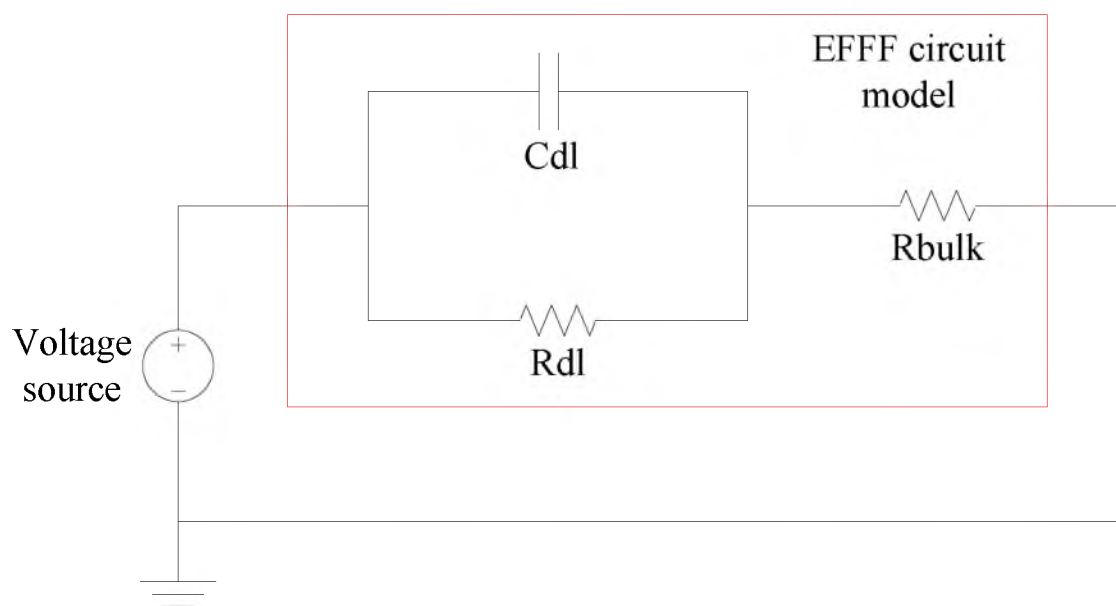 EFFF circuit
model
Cdl
Rbulk
Rdl
Voltage
source
+
−